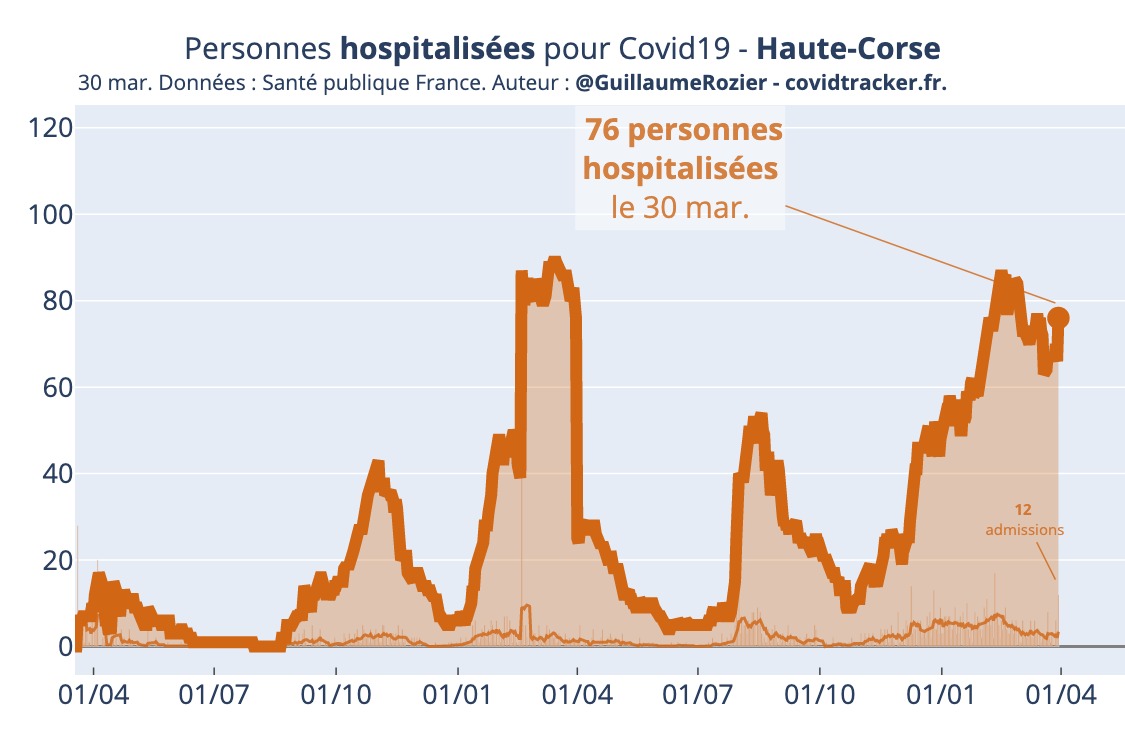 Personnes hospitalisées pour Covid19 - Haute-Corse
30 mar. Données : Santé publique France. Auteur : @GuillaumeRozier - covidtracker.fr.
120
100
80
60
40
20
0
76 personnes
hospitalisées
le 30 mar.
12
admissions
01/04 01/07 01/10 01/01 01/04 01/07 01/10 01/01 01/04